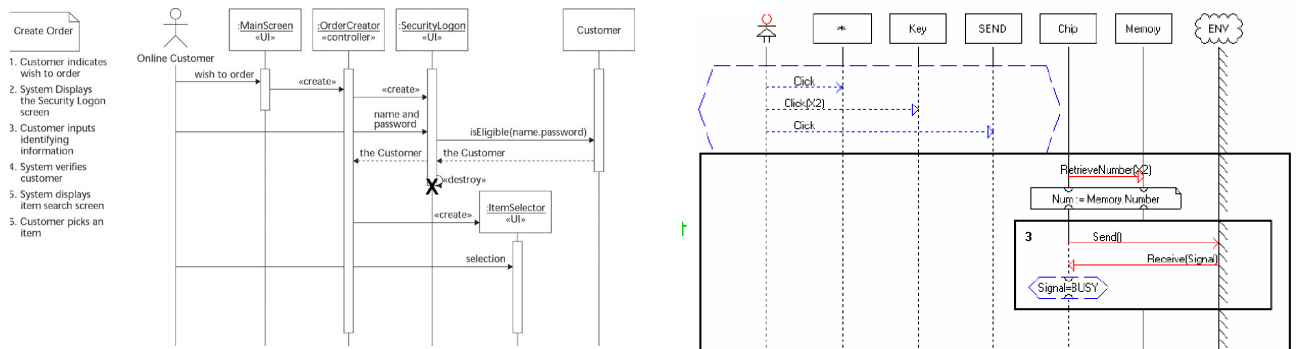 Create Order
1. Customer indicates
wish to order
2. System Displays
the Security Logon
screen
3. Customer inputs
identifying
information
4. System verifies
customer
5. System displays
item search screen
6. Customer picks an
item
Online Customer
:MainScreen
«UI»
:OrderCreator
«controller»
:SecurityLogon
«UI»
Customer
wish to order
«create»
«create»
name and
password
isEligible(name.password)
the Customer
the Customer
«destroy»
«create»
:ItemSelector
«UI»
selection
*
Key
SEND
Chip
Memory
ENV
Click
Click(X2)
Click
RetrieveNumber(X2)
Num := Memory.Number
3
Send()
Receive(Signal)
Signal=BUSY